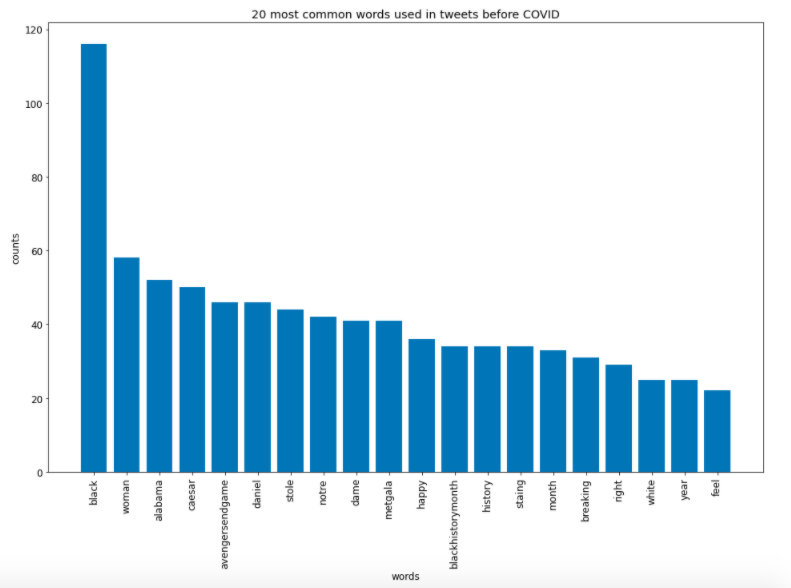 20 most common words used in tweets before COVID
120
100
80
60
40
20
0
counts
black
woman
alabama
caesar
avengersendgame
daniel
stole
notre
dame
metgala
happy
blackhistorymonth
history
staing
month
breaking
right
white
year
feel
words